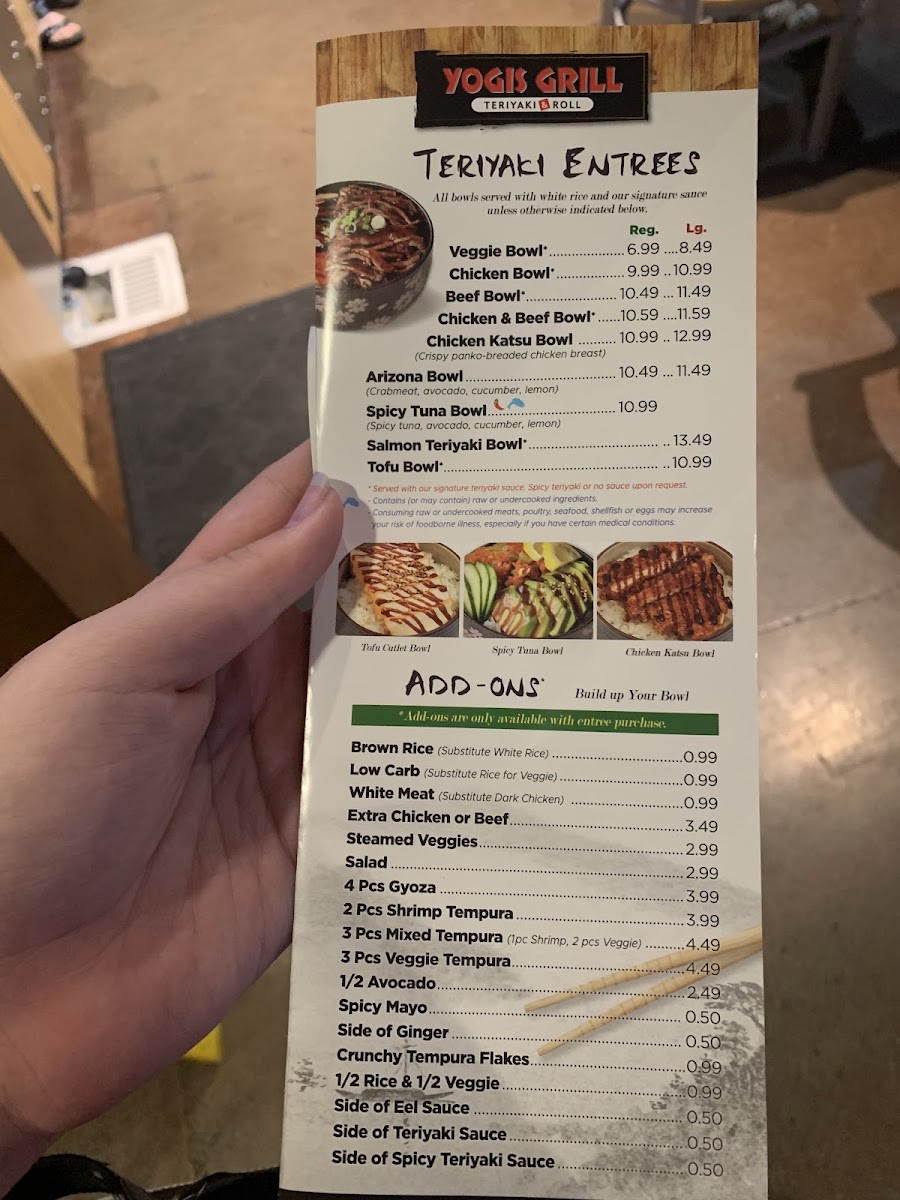 YOGIS GRILL
TERIYAKI & ROLL
TERIYAKI ENTREES
All bowls served with white rice and our signature sauce
unless otherwise indicated below.
Reg. Lg.
Veggie Bowl*.....................6.99 ....8.49
Chicken Bowl*...................9.99 ..10.99
Beef Bowl*......................... 10.49 ... 11.49
Chicken & Beef Bowl*......10.59 ....11.59
Chicken Katsu Bowl .......... 10.99 .. 12.99
(Crispy panko-breaded chicken breast)
Arizona Bowl......................................... 10.49 ... 11.49
(Crabmeat, avocado, cucumber, lemon)
Spicy Tuna Bowl................................... 10.99
(Spicy tuna, avocado, cucumber, lemon)
Salmon Teriyaki Bowl*................................... ..13.49
Tofu Bowl*........................................................ ..10.99
* Served with our signature teriyaki sauce. Spicy teriyaki or no sauce upon request.
- Contains (or may contain) raw or undercooked ingredients.
- Consuming raw or undercooked meats, poultry, seafood, shellfish or eggs may increase
your risk of foodborne illness, especially if you have certain medical conditions.
Tofu Cutlet Bowl Spicy Tuna Bowl Chicken Katsu Bowl
ADD-ONS* Build up Your Bowl
*Add-ons are only available with entree purchase.
Brown Rice (Substitute White Rice) ..................................0.99
Low Carb (Substitute Rice for Veggie)................................0.99
White Meat (Substitute Dark Chicken) .............................0.99
Extra Chicken or Beef.............................................3.49
Steamed Veggies.....................................................2.99
Salad ..........................................................................2.99
4 Pcs Gyoza ..............................................................3.99
2 Pcs Shrimp Tempura............................................3.99
3 Pcs Mixed Tempura (1pc Shrimp, 2 pcs Veggie) ..........4.49
3 Pcs Veggie Tempura.............................................4.49
1/2 Avocado................................................................2.49
Spicy Mayo..................................................................0.50
Side of Ginger.............................................................0.50
Crunchy Tempura Flakes........................................0.99
1/2 Rice & 1/2 Veggie................................................0.99
Side of Eel Sauce .......................................................0.50
Side of Teriyaki Sauce..............................................0.50
Side of Spicy Teriyaki Sauce...................................0.50